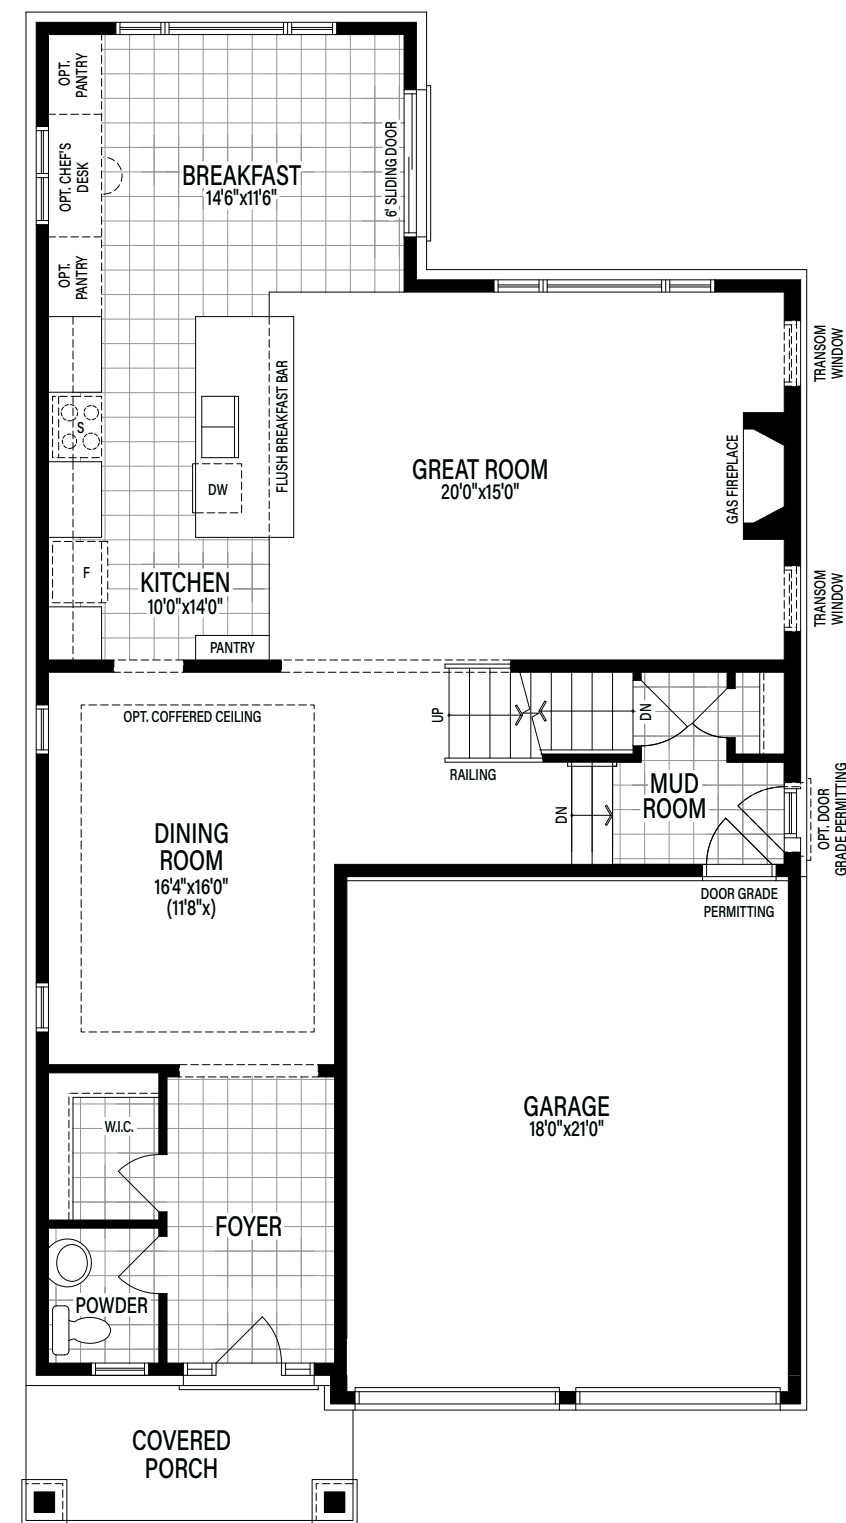 OPT.
PANTRY
OPT. CHEF'S
DESK
OPT.
PANTRY
BREAKFAST
14'6"x11'6"
6' SLIDING DOOR
TRANSOM
WINDOW
S
DW
FLUSH BREAKFAST BAR
GREAT ROOM
20'0"x15'0"
GAS FIREPLACE
F
KITCHEN
10'0"x14'0"
TRANSOM
WINDOW
PANTRY
OPT. COFFERED CEILING
UP
DN
RAILING
MUD
ROOM
DN
OPT. DOOR
GRADE PERMITTING
DINING
ROOM
16'4"x16'0"
(11'8"x)
DOOR GRADE
PERMITTING
GARAGE
18'0"x21'0"
W.I.C.
FOYER
POWDER
COVERED
PORCH